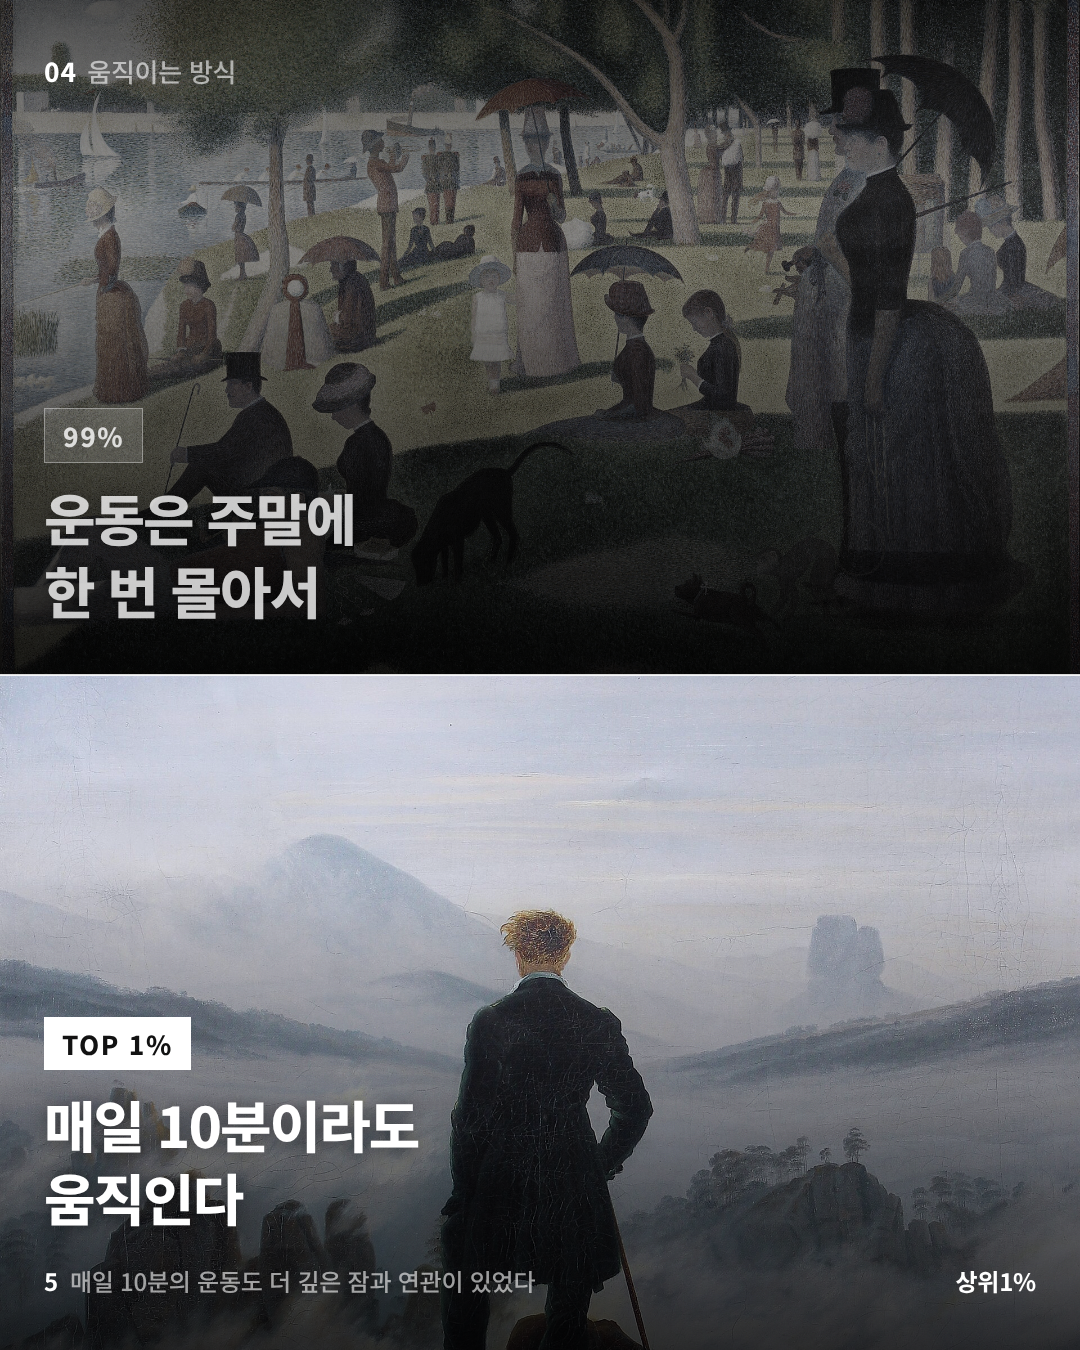 04 움직이는 방식
99%
운동은 주말에
한 번 몰아서
TOP 1%
매일 10분이라도
움직인다
5 매일 10분의 운동도 더 깊은 잠과 연관이 있었다
상위1%